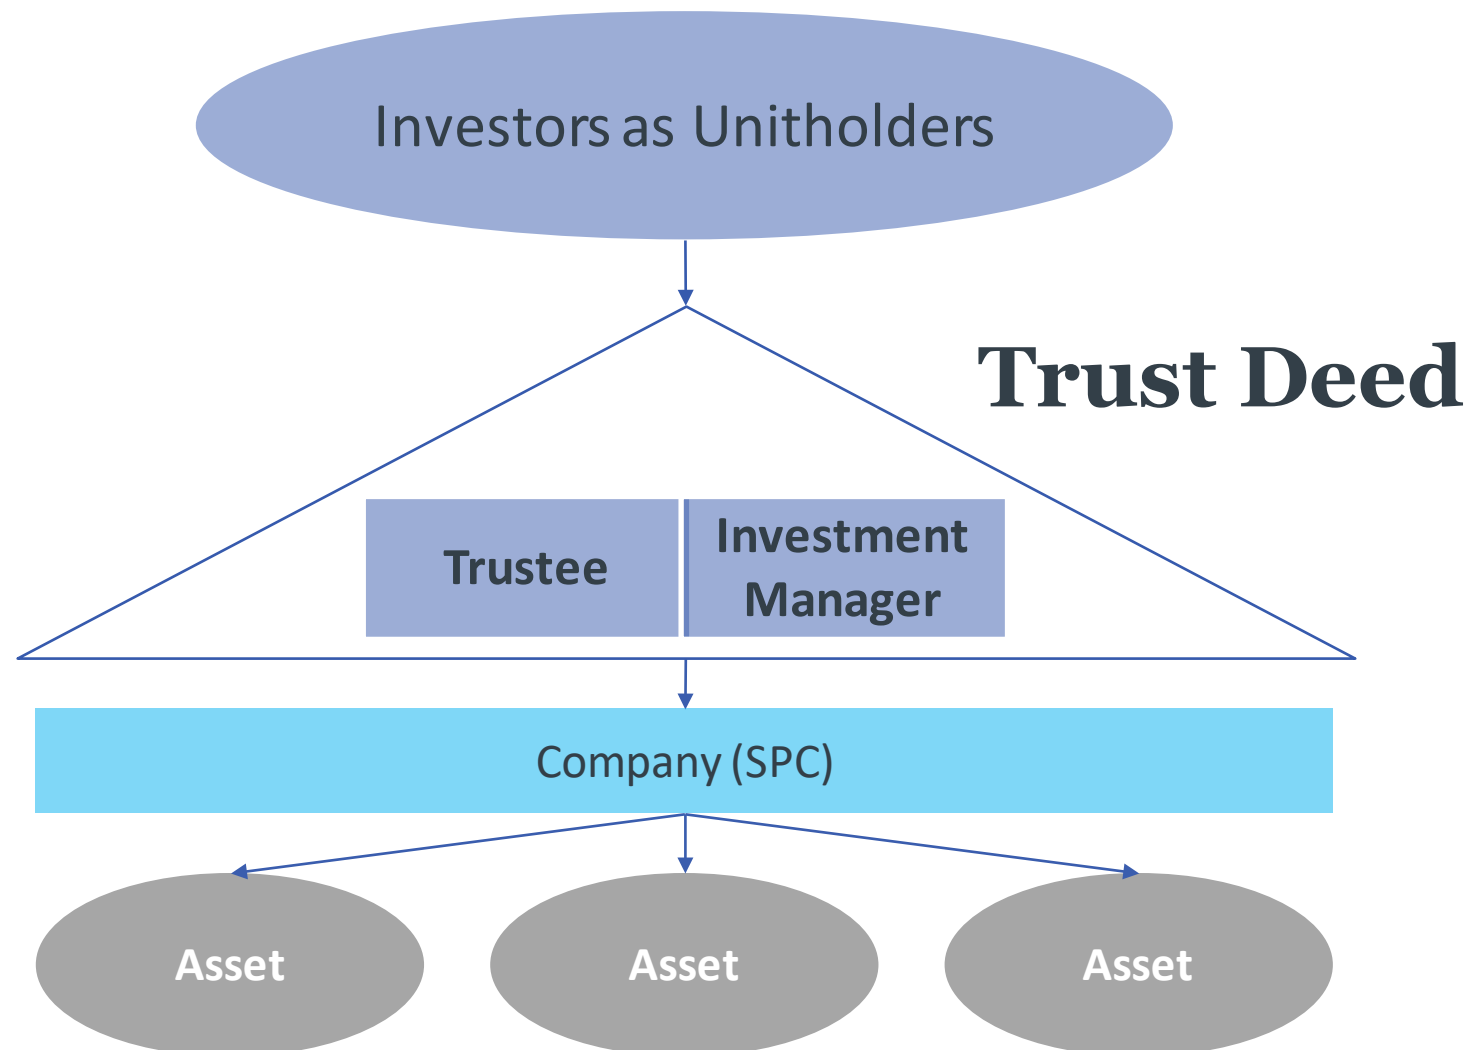 Investors as Unitholders
Trust Deed
Trustee
Investment
Manager
Company (SPC)
Asset
Asset
Asset